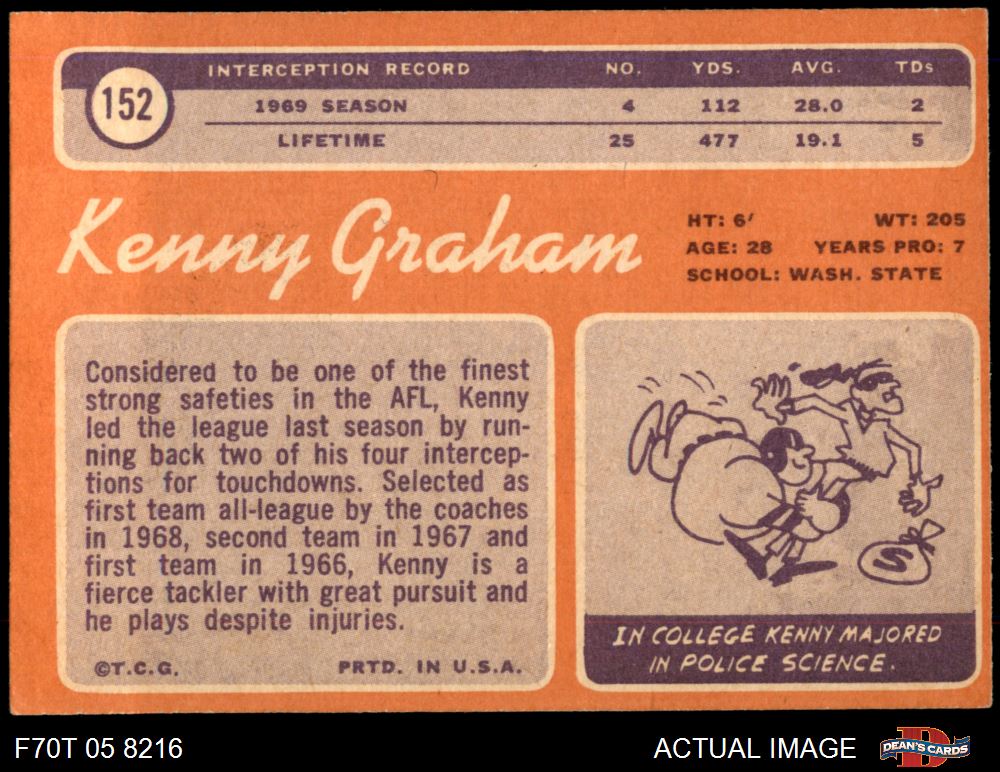 INTERCEPTION RECORD NO. YDS. AVG. TDs
152
1969 SEASON 4 112 28.0 2
LIFETIME 25 477 19.1 5
Kenny Graham
HT: 6′ WT: 205
AGE: 28 YEARS PRO: 7
SCHOOL: WASH. STATE
Considered to be one of the finest
strong safeties in the AFL, Kenny
led the league last season by run-
ning back two of his four intercep-
tions for touchdowns. Selected as
first team all-league by the coaches
in 1968, second team in 1967 and
first team in 1966, Kenny is a
fierce tackler with great pursuit and
he plays despite injuries.
©T.C.G. PRTD. IN U.S.A.
S
IN COLLEGE KENNY MAJORED
IN POLICE SCIENCE.
F70T 05 8216
ACTUAL IMAGE
D
DEAN'S CARDS